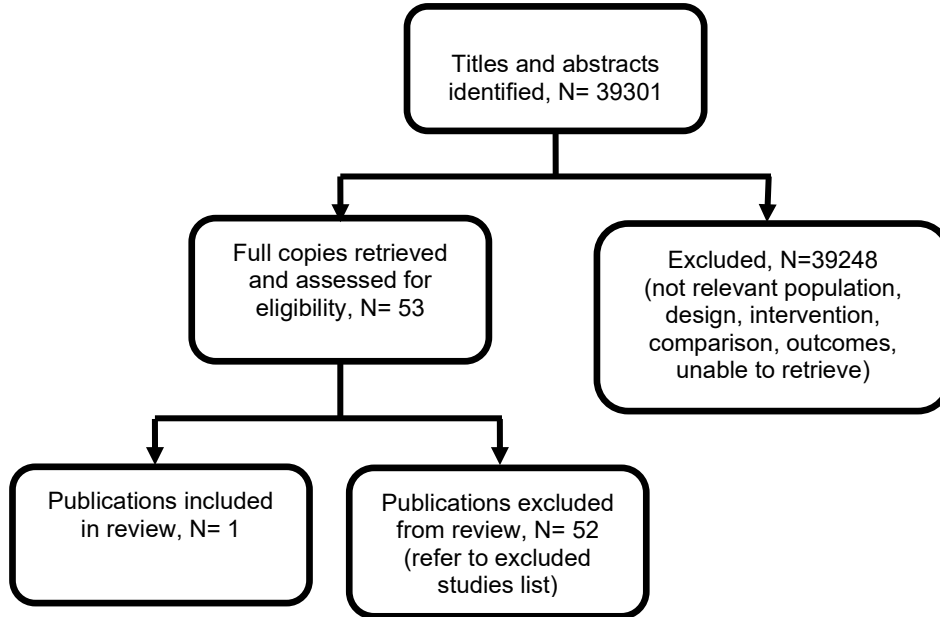 Titles and abstracts
identified, N= 39301
Full copies retrieved
and assessed for
eligibility, N= 53
Excluded, N=39248
(not relevant population,
design, intervention,
comparison, outcomes,
unable to retrieve)
Publications included
in review, N= 1
Publications excluded
from review, N= 52
(refer to excluded
studies list)